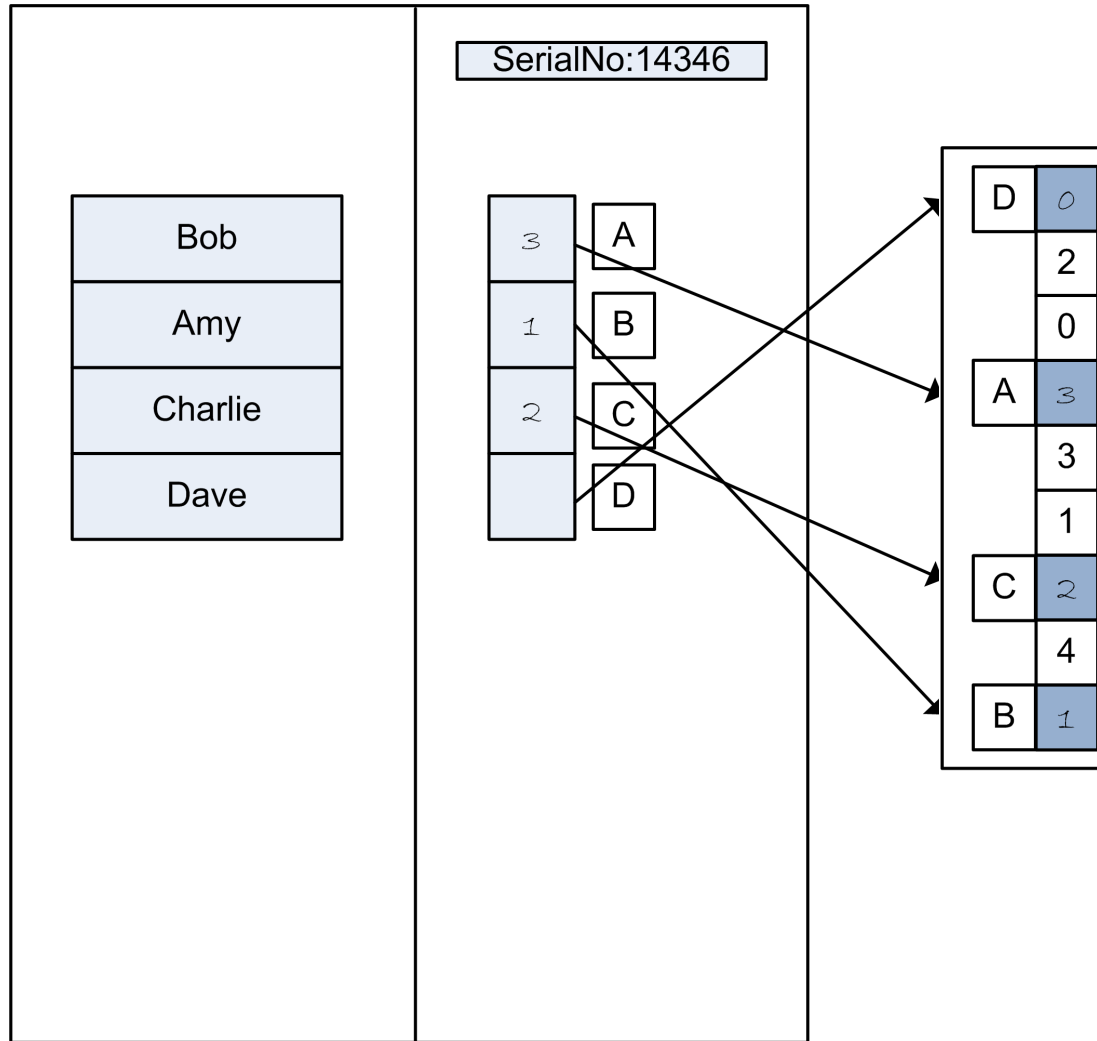 SerialNo:14346
Bob 3 A
Amy 1 B
Charlie 2 C
Dave D
D 0
2
0
A 3
3
1
C 2
4
B 1